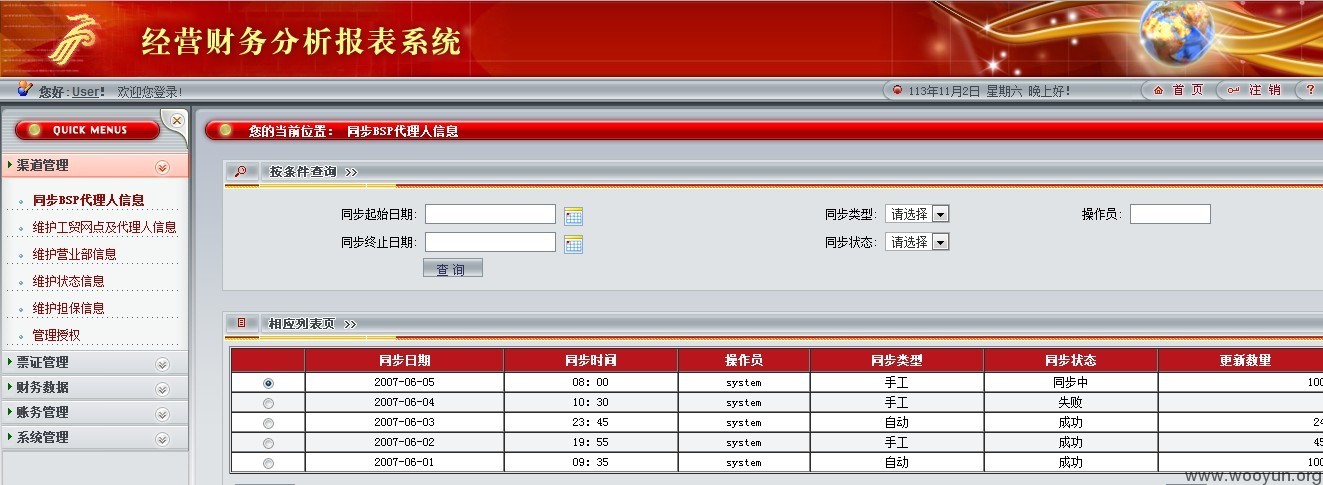 经营财务分析报表系统
您好:User! 欢迎您登录!
113年11月2日 星期六 晚上好!
首 页
注 销
?
QUICK MENUS
您的当前位置: 同步BSP代理人信息
渠道管理
同步BSP代理人信息
维护工贸网点及代理人信息
维护营业部信息
维护状态信息
维护担保信息
管理授权
票证管理
财务数据
账务管理
系统管理
按条件查询 >>
同步起始日期: 同步类型: 请选择 操作员:
同步终止日期: 同步状态: 请选择
查 询
相应列表页 >>
同步日期 同步时间 操作员 同步类型 同步状态 更新数量
2007-06-05 08: 00 system 手工 同步中 100
2007-06-04 10: 30 system 手工 失败
2007-06-03 23: 45 system 自动 成功 24
2007-06-02 19: 55 system 手工 成功 45
2007-06-01 09: 35 system 自动 成功 100
www.wooyun.org